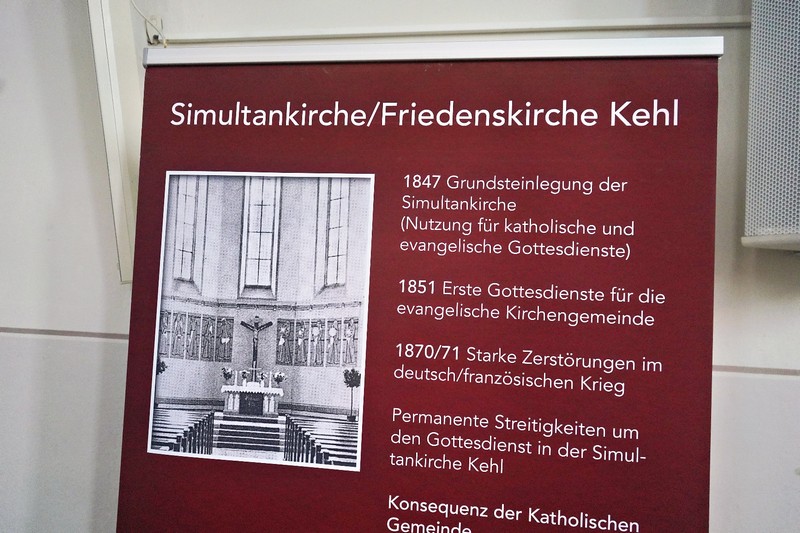 Simultankirche/Friedenskirche Kehl
1847 Grundsteinlegung der
Simultankirche
(Nutzung für katholische und
evangelische Gottesdienste)
1851 Erste Gottesdienste für die
evangelische Kirchengemeinde
1870/71 Starke Zerstörungen im
deutsch/französischen Krieg
Permanente Streitigkeiten um
den Gottesdienst in der Simul-
tankirche Kehl
Konsequenz der Katholischen
Gemeinde